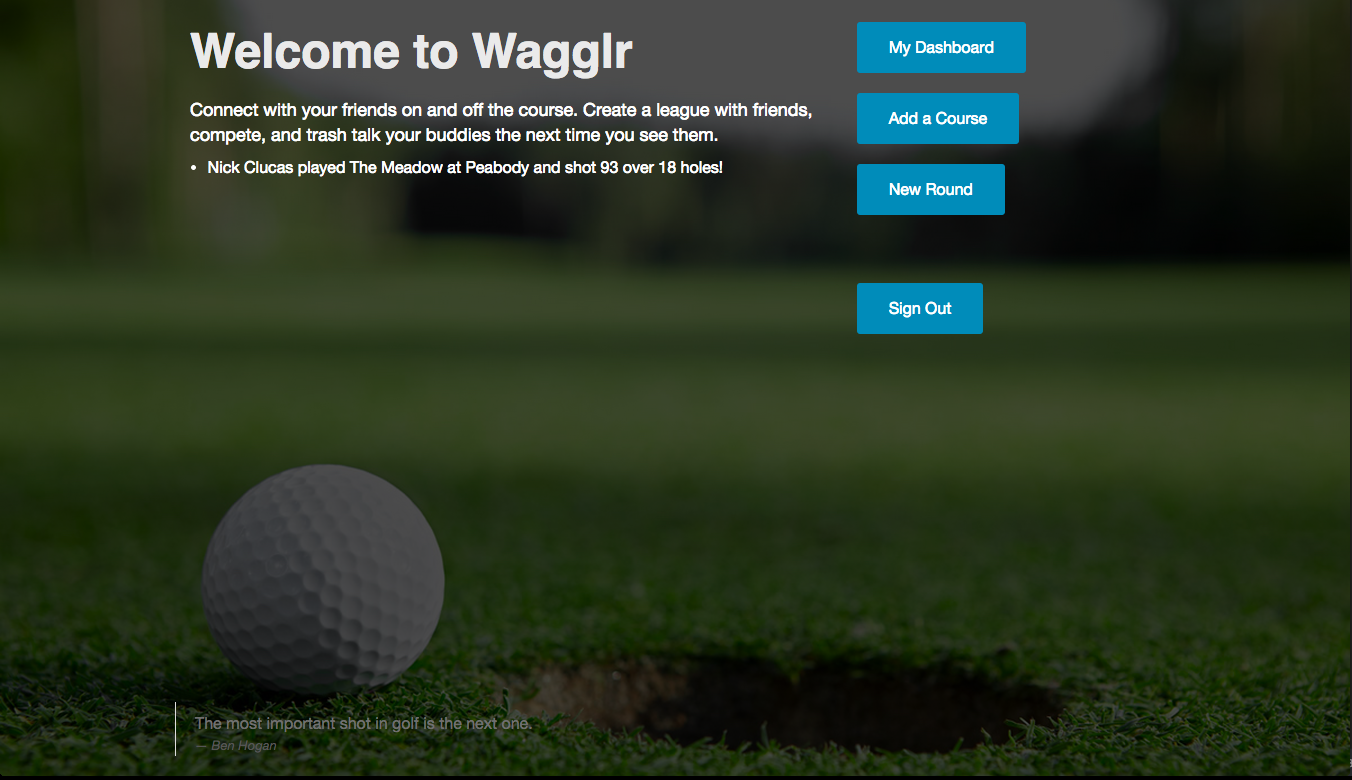 Welcome to Wagglr
Connect with your friends on and off the course. Create a league with friends,
compete, and trash talk your buddies the next time you see them.
• Nick Clucas played The Meadow at Peabody and shot 93 over 18 holes!
My Dashboard
Add a Course
New Round
Sign Out
The most important shot in golf is the next one.
— Ben Hogan